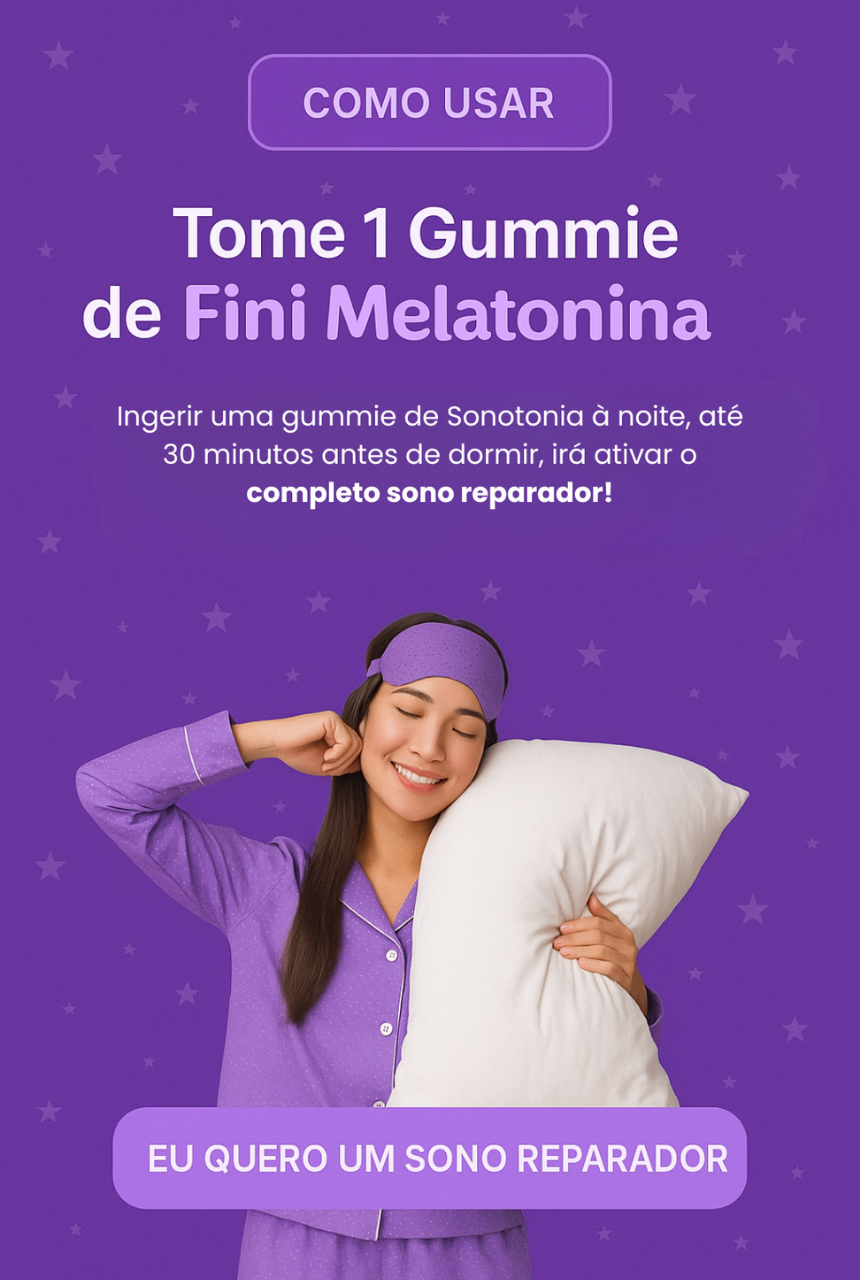 COMO USAR
Tome 1 Gummie
de Fini Melatonina
Ingerir uma gummie de Sonotonia à noite, até
30 minutos antes de dormir, irá ativar o
completo sono reparador!
EU QUERO UM SONO REPARADOR